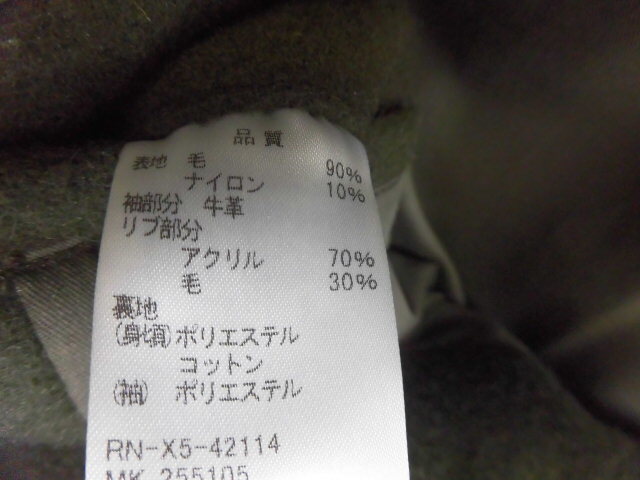 品質
表地 毛 90%
ナイロン 10%
袖部分 牛革
リブ部分
アクリル 70%
毛 30%
裏地
(身頃)ポリエステル
コットン
(袖) ポリエステル
RN-X5-42114
MK 255105